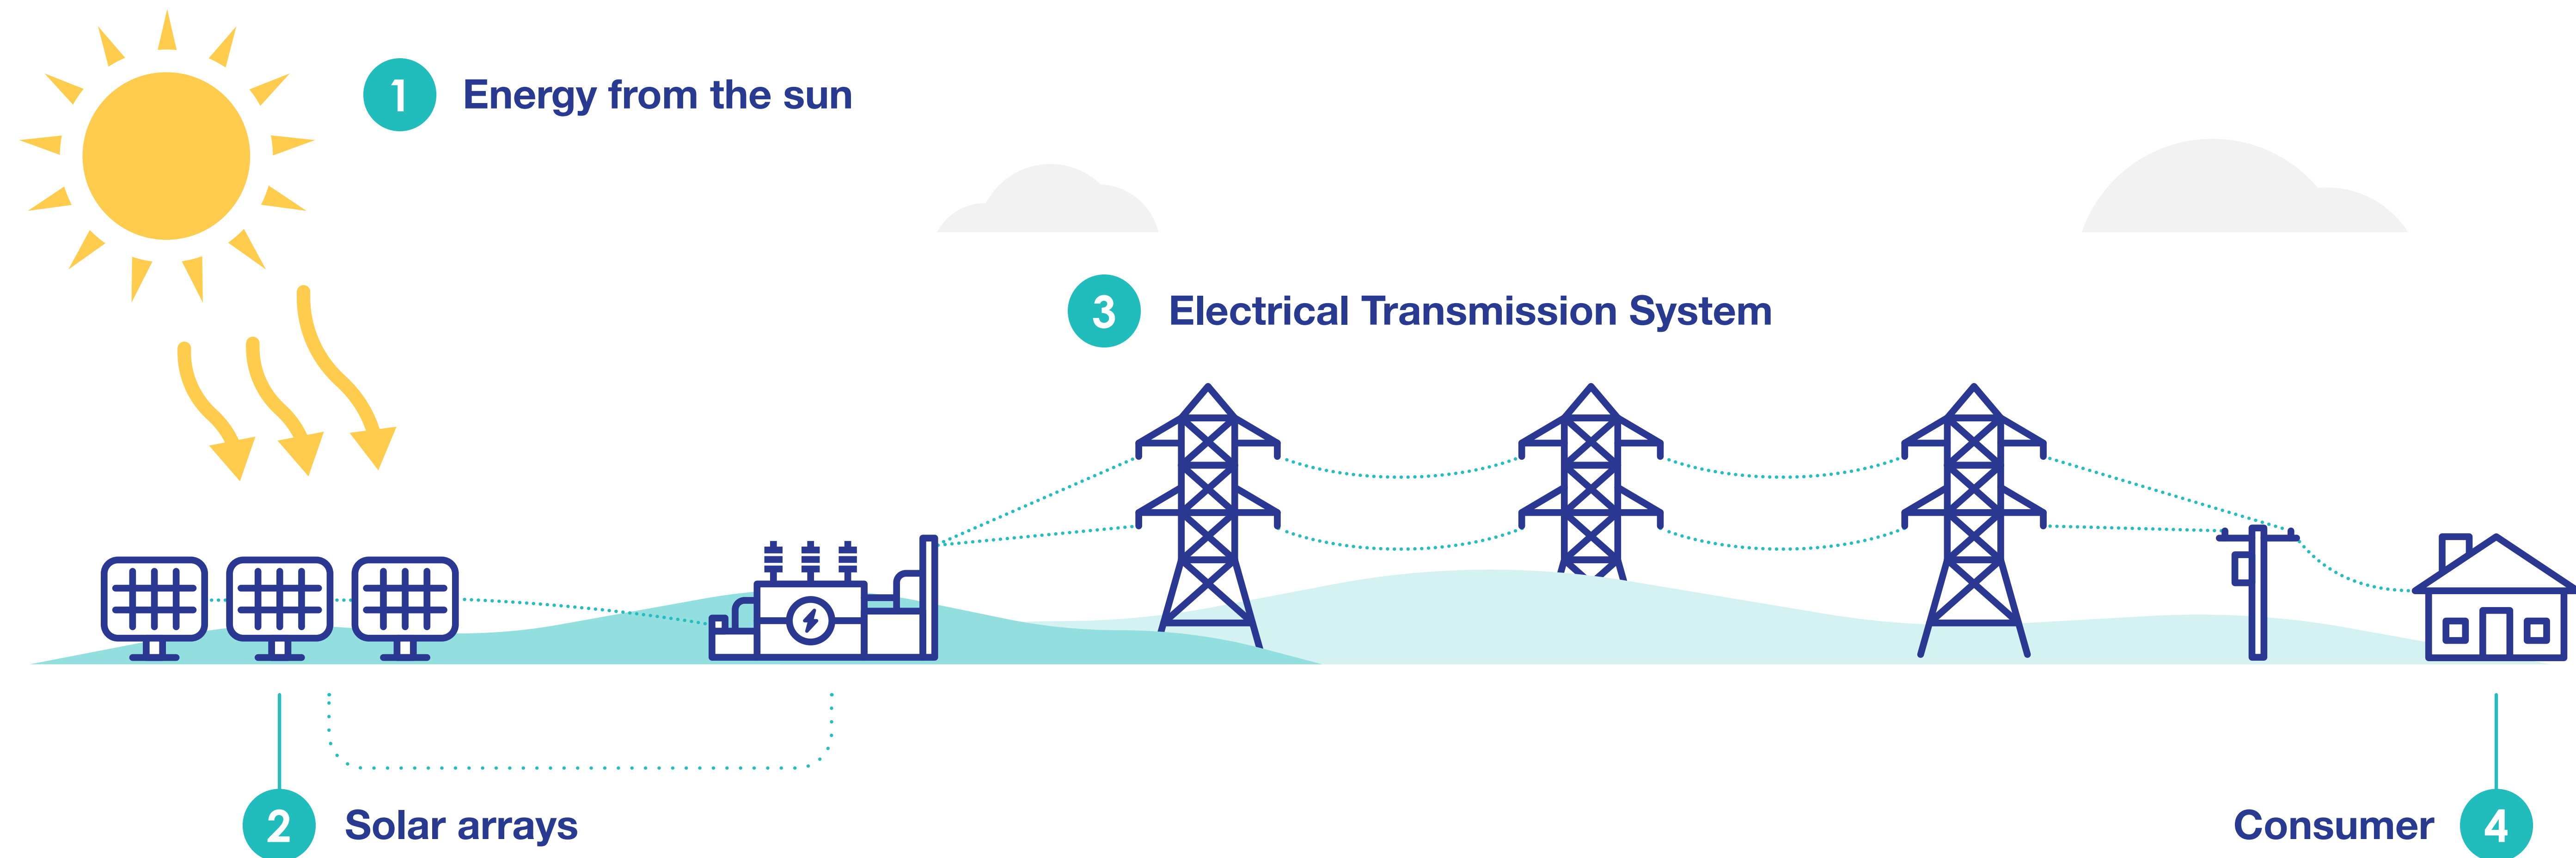 1 Energy from the sun
3 Electrical Transmission System
2 Solar arrays
Consumer 4